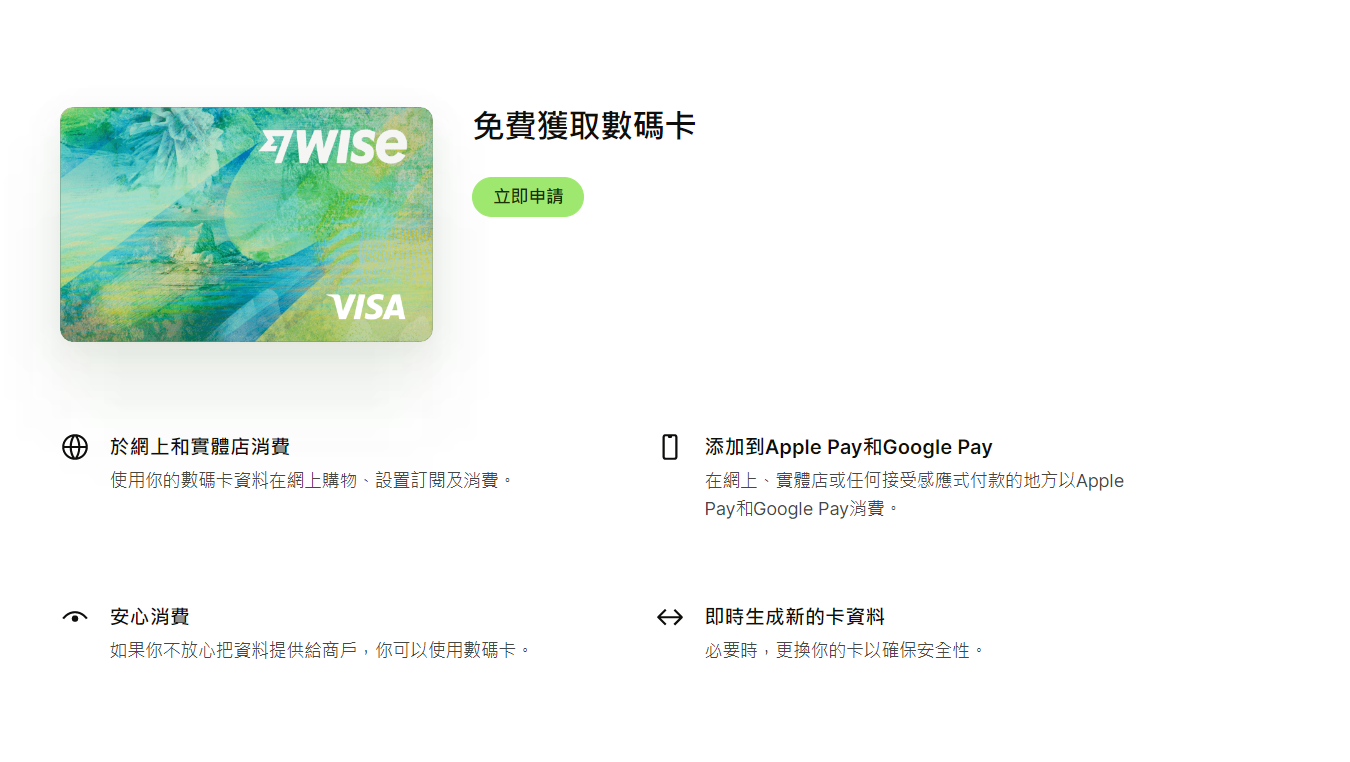 WISE
VISA
免費獲取數碼卡
立即申請
於網上和實體店消費
使用你的數碼卡資料在網上購物、設置訂閱及消費。
添加到Apple Pay和Google Pay
在網上、實體店或任何接受感應式付款的地方以Apple
Pay和Google Pay消費。
安心消費
如果你不放心把資料提供給商戶，你可以使用數碼卡。
即時生成新的卡資料
必要時，更換你的卡以確保安全性。